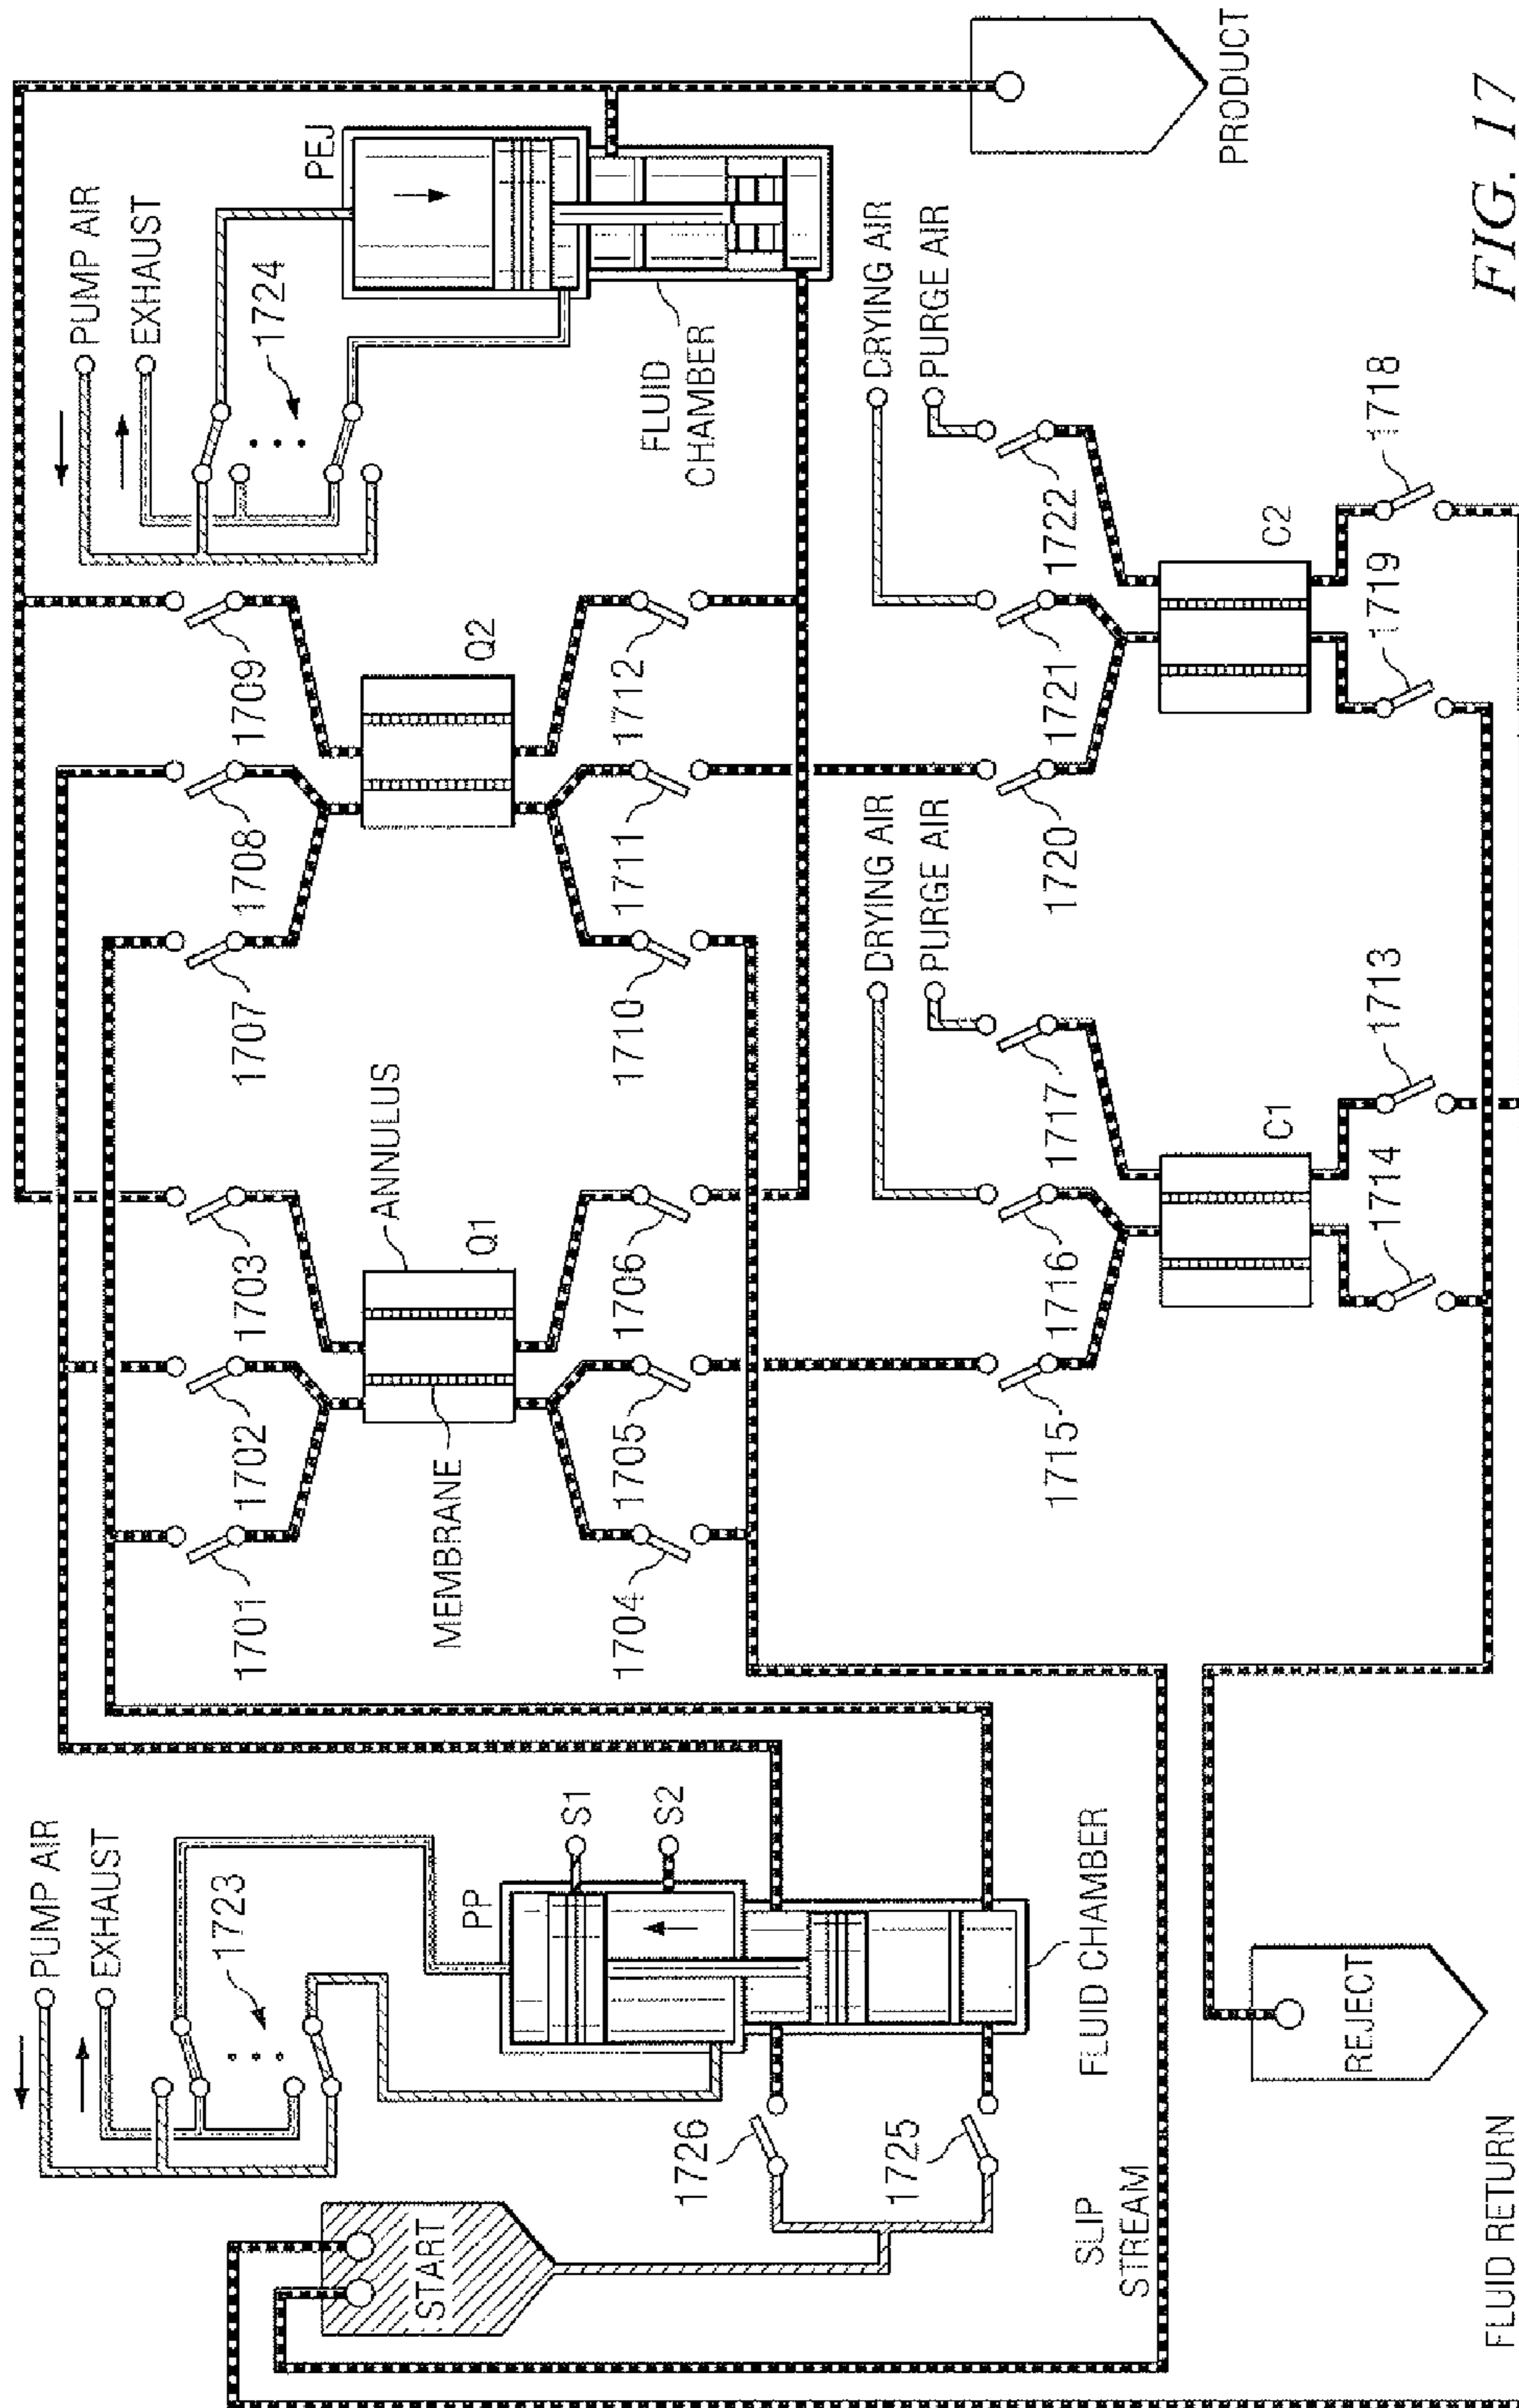 PUMP AIR
EXHAUST
1723
START
PP
S1
S2
1726
1725
SLIP
STREAM
FLUID CHAMBER
FLUID RETURN
REJECT
1701
1702
1703
MEMBRANE
ANNULUS
Q1
1704
1705
1706
1707
1708
1709
Q2
1710
1711
1712
PUMP AIR
EXHAUST
1724
PEJ
FLUID
CHAMBER
PRODUCT
DRYING AIR
PURGE AIR
1715
1716
1717
C1
1714
1713
DRYING AIR
PURGE AIR
1720
1721
1722
C2
1719
1718
FIG. 17